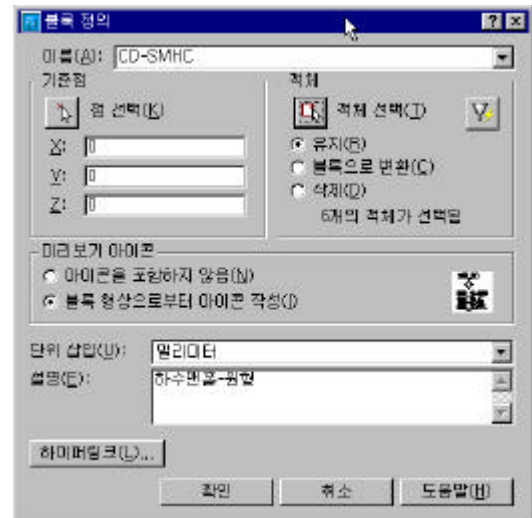 블록 정의
이름(A): CD-SMHC
기준점
점 선택(K)
X: 0
Y: 0
Z: 0
객체
객체 선택(T)
유지(R)
블록으로 변환(C)
삭제(D)
6개의 객체가 선택됨
미리보기 아이콘
아이콘을 포함하지 않음(N)
블록 형상으로부터 아이콘 작성(I)
단위 삽입(U): 밀리미터
설명(E): 하수맨홀-원형
하이퍼링크(L)...
확인 취소 도움말(H)